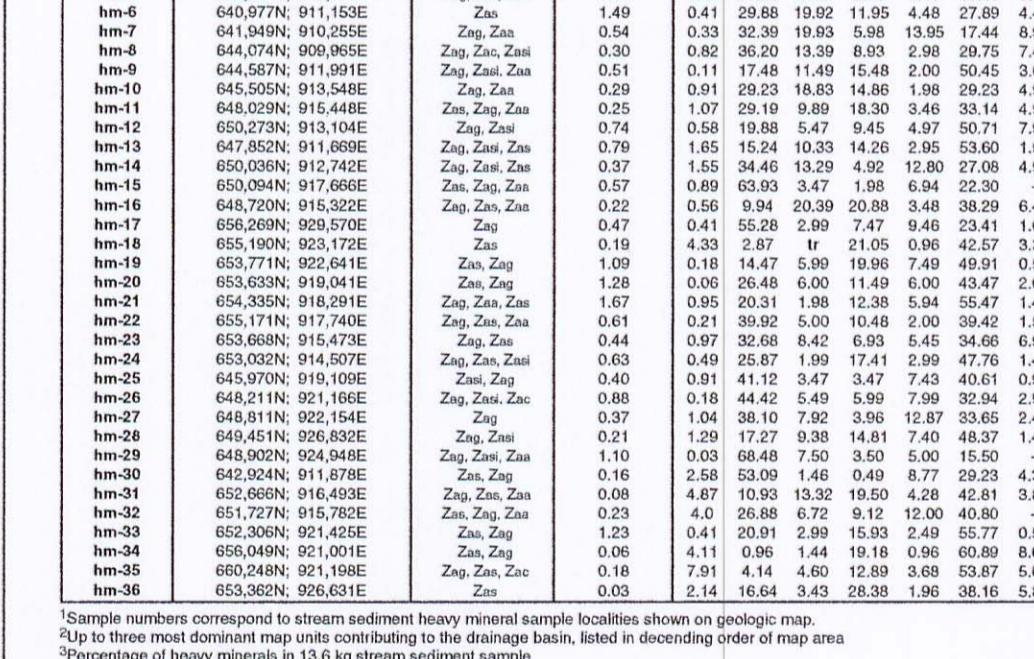 hm-6 640,977N; 911,153E Zas 1.49 0.41 29.88 19.92 11.95 4.48 27.89
hm-7 641,949N; 910,255E Zag, Zaa 0.54 0.33 32.39 19.93 5.98 13.95 17.44
hm-8 644,074N; 909,965E Zag, Zac, Zasi 0.30 0.82 36.20 13.39 8.93 2.98 29.75
hm-9 644,587N; 911,991E Zag, Zasi, Zaa 0.51 0.11 17.48 11.49 15.48 2.00 50.45
hm-10 645,505N; 913,548E Zag, Zaa 0.29 0.91 29.23 18.83 14.86 1.98 29.23
hm-11 648,029N; 915,448E Zas, Zag, Zaa 0.25 1.07 29.19 9.89 18.30 3.46 33.14
hm-12 650,273N; 913,104E Zag, Zasi 0.74 0.58 19.88 5.47 9.45 4.97 50.71
hm-13 647,852N; 911,669E Zag, Zasi, Zas 0.79 1.65 15.24 10.33 14.26 2.95 53.60
hm-14 650,036N; 912,742E Zag, Zasi, Zas 0.37 1.55 34.46 13.29 4.92 12.80 27.08
hm-15 650,094N; 917,666E Zas, Zag, Zaa 0.57 0.89 63.93 3.47 1.98 6.94 22.30
hm-16 648,720N; 915,322E Zag, Zas, Zaa 0.22 0.56 9.94 20.39 20.88 3.48 38.29
hm-17 656,269N; 929,570E Zag 0.47 0.41 55.28 2.99 7.47 9.46 23.41
hm-18 655,190N; 923,172E Zas 0.19 4.33 2.87 tr 21.05 0.96 42.57
hm-19 653,771N; 922,641E Zas, Zag 1.09 0.18 14.47 5.99 19.96 7.49 49.91
hm-20 653,633N; 919,041E Zas, Zag 1.28 0.06 26.48 6.00 11.49 6.00 43.47
hm-21 654,335N; 918,291E Zag, Zaa, Zas 1.67 0.95 20.31 1.98 12.38 5.94 55.47
hm-22 655,171N; 917,740E Zag, Zas, Zaa 0.61 0.21 39.92 5.00 10.48 2.00 39.42
hm-23 653,668N; 915,473E Zag, Zas 0.44 0.97 32.68 8.42 6.93 5.45 34.66
hm-24 653,032N; 914,507E Zag, Zas, Zasi 0.63 0.49 25.87 1.99 17.41 2.99 47.76
hm-25 645,970N; 919,109E Zasi, Zag 0.40 0.91 41.12 3.47 3.47 7.43 40.61
hm-26 648,211N; 921,166E Zag, Zasi, Zac 0.88 0.18 44.42 5.49 5.99 7.99 32.94
hm-27 648,811N; 922,154E Zag 0.37 1.04 38.10 7.92 3.96 12.87 33.65
hm-28 649,451N; 926,832E Zag, Zasi 0.21 1.29 17.27 9.38 14.81 7.40 48.37
hm-29 648,902N; 924,948E Zag, Zasi, Zaa 1.10 0.03 68.48 7.50 3.50 5.00 15.50
hm-30 642,924N; 911,878E Zas, Zag 0.16 2.58 53.09 1.46 0.49 8.77 29.23
hm-31 652,666N; 916,493E Zag, Zas, Zaa 0.08 4.87 10.93 13.32 19.50 4.28 42.81
hm-32 651,727N; 915,782E Zas, Zag, Zaa 0.23 4.0 26.88 6.72 9.12 12.00 40.80
hm-33 652,306N; 921,425E Zas, Zag 1.23 0.41 20.91 2.99 15.93 2.49 55.77
hm-34 656,049N; 921,001E Zas, Zag 0.06 4.11 0.96 1.44 19.18 0.96 60.89
hm-35 660,248N; 921,198E Zag, Zas, Zac 0.18 7.91 4.14 4.60 12.89 3.68 53.87
hm-36 653,362N; 926,631E Zas 0.03 2.14 16.64 3.43 28.38 1.96 38.16
1Sample numbers correspond to stream sediment heavy mineral sample localities shown on geologic map.
2Up to three most dominant map units contributing to the drainage basin, listed in decending order of map area
3Percentage of heavy minerals in 13.6 kg stream sediment sample